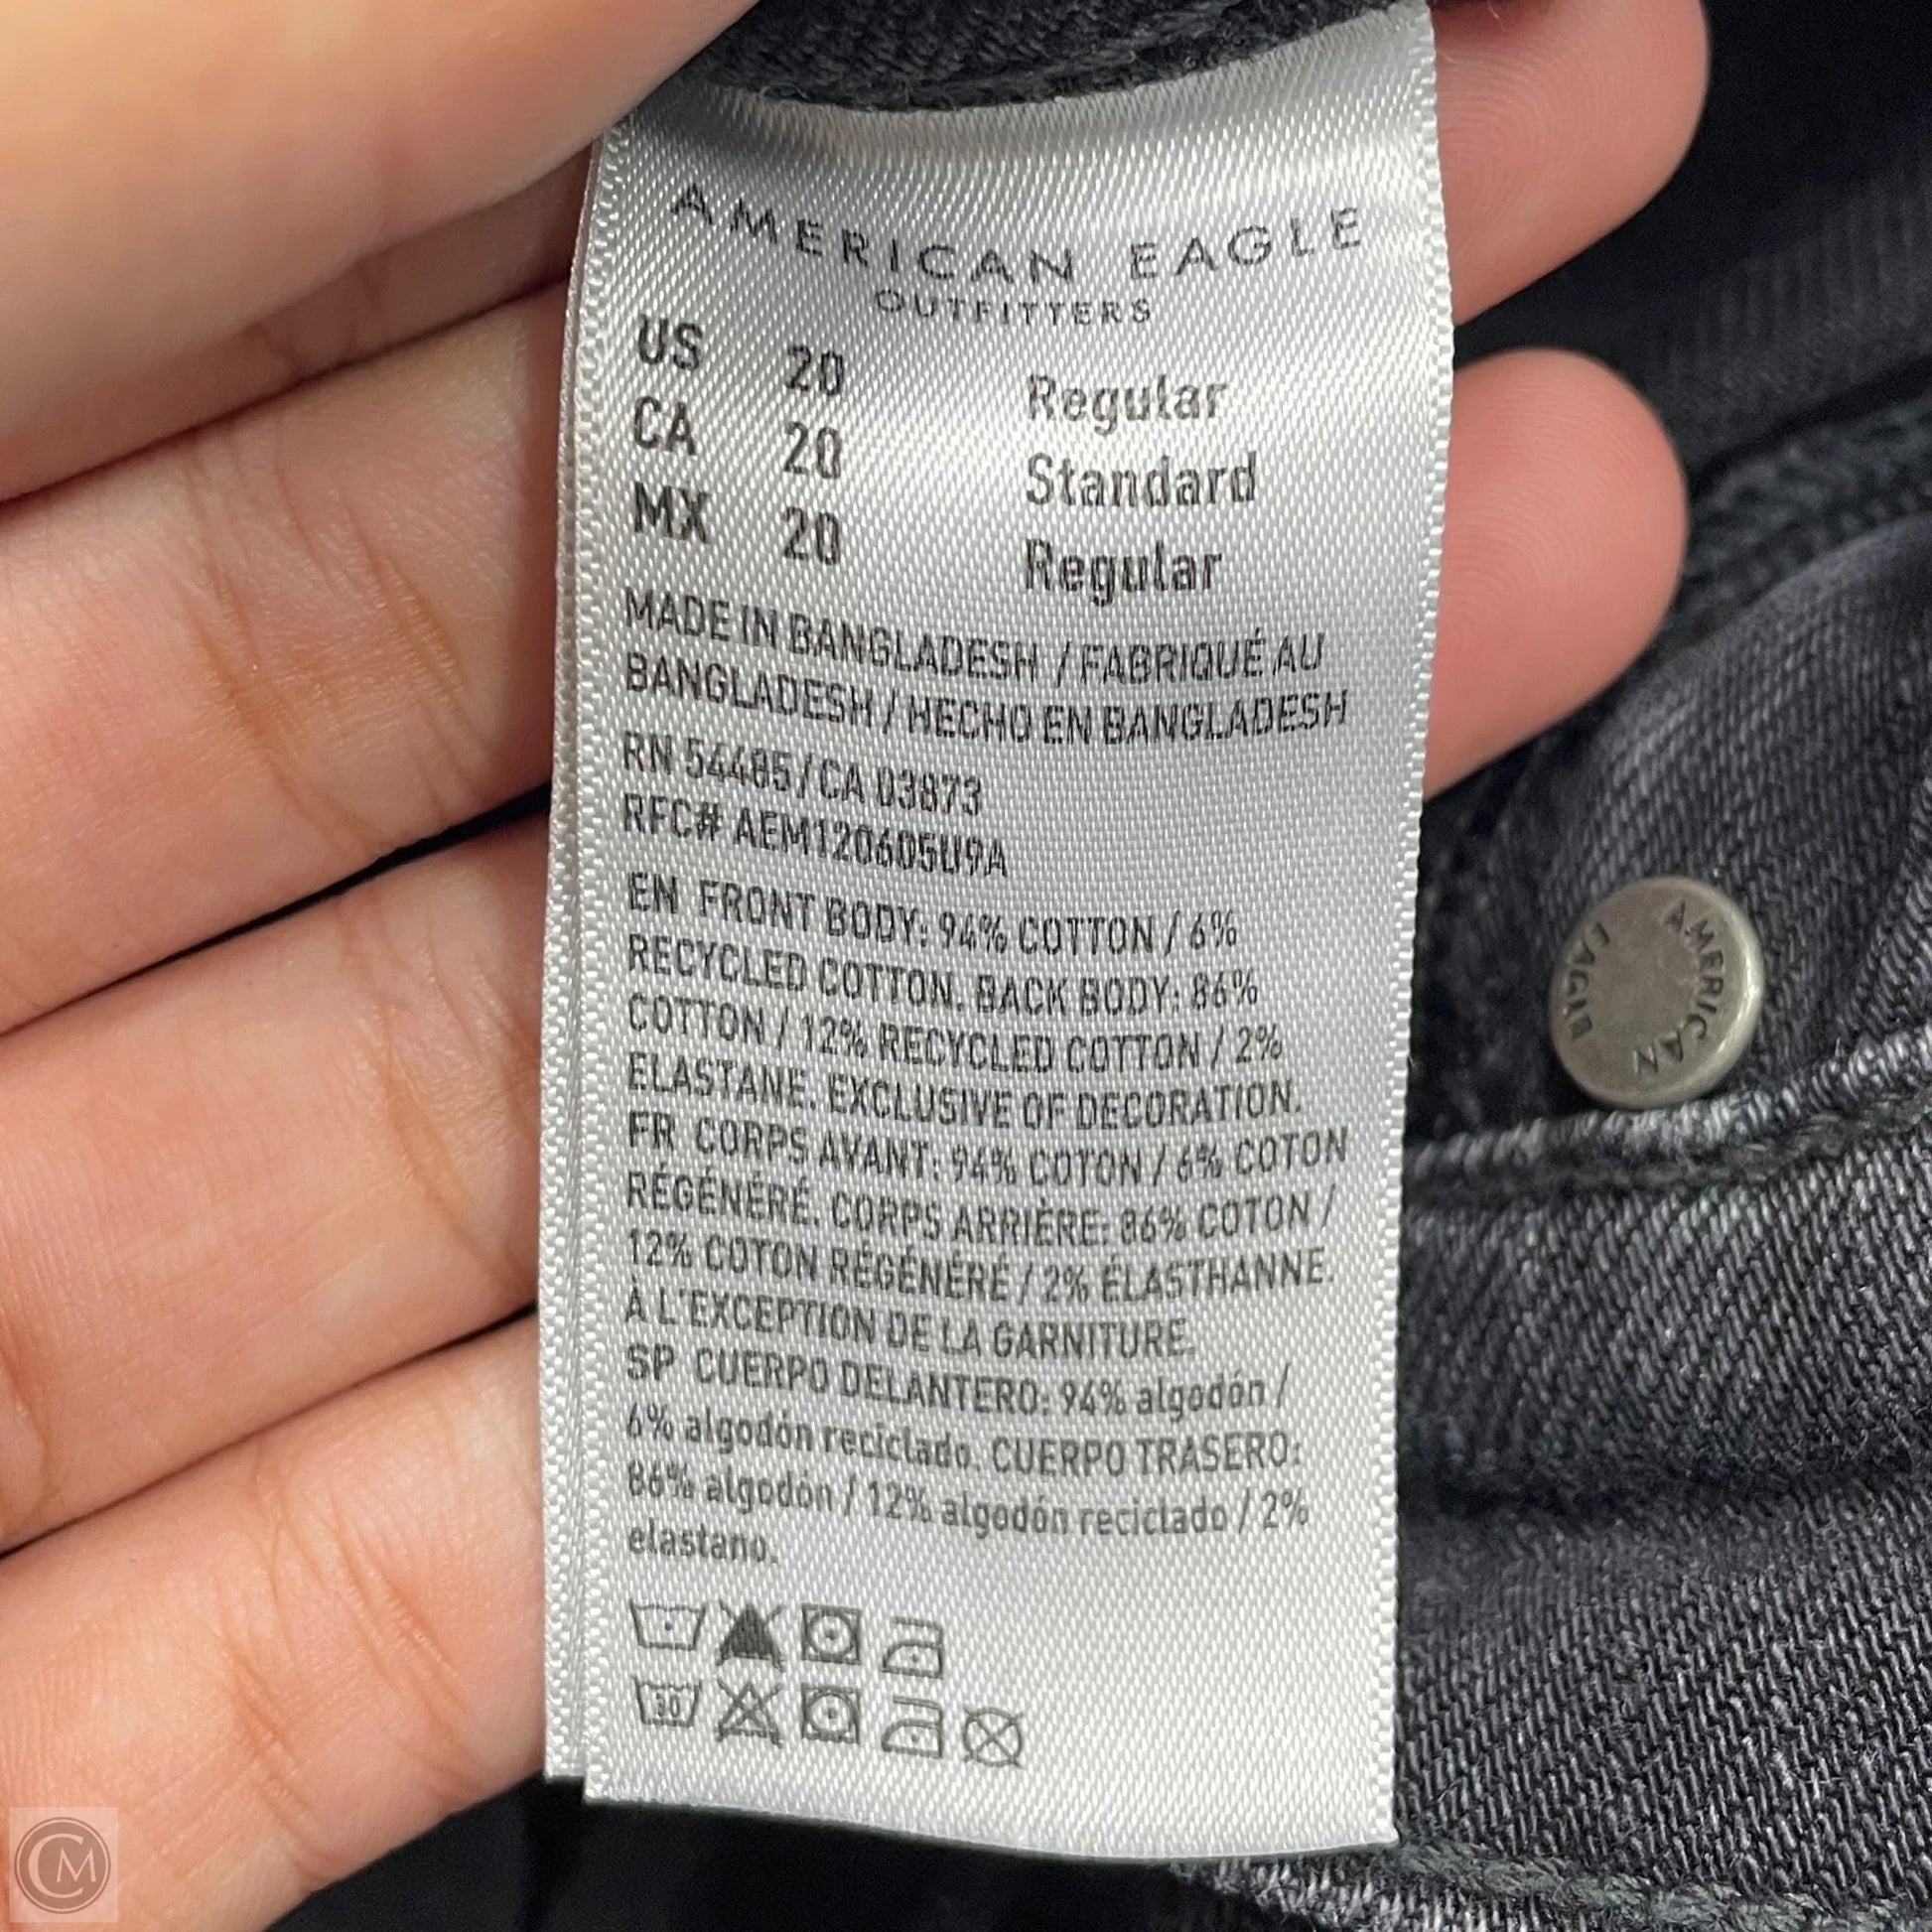 AMERICAN EAGLE
OUTFITTERS
US 20 Regular
CA 20 Standard
MX 20 Regular
MADE IN BANGLADESH / FABRIQUÉ AU
BANGLADESH / HECHO EN BANGLADESH
RN 54485 / CA 03873
RFC# AEM120605U9A
EN FRONT BODY: 94% COTTON / 6%
RECYCLED COTTON. BACK BODY: 86%
COTTON / 12% RECYCLED COTTON / 2%
ELASTANE. EXCLUSIVE OF DECORATION.
FR CORPS AVANT: 94% COTON / 6% COTON
RÉGÉNÉRÉ. CORPS ARRIÈRE: 86% COTON /
12% COTON RÉGÉNÉRÉ / 2% ÉLASTHANNE.
À L'EXCEPTION DE LA GARNITURE.
SP CUERPO DELANTERO: 94% algodón /
6% algodón reciclado. CUERPO TRASERO:
86% algodón / 12% algodón reciclado / 2%
elastano.
30
AMERICAN
EAGLE
CM